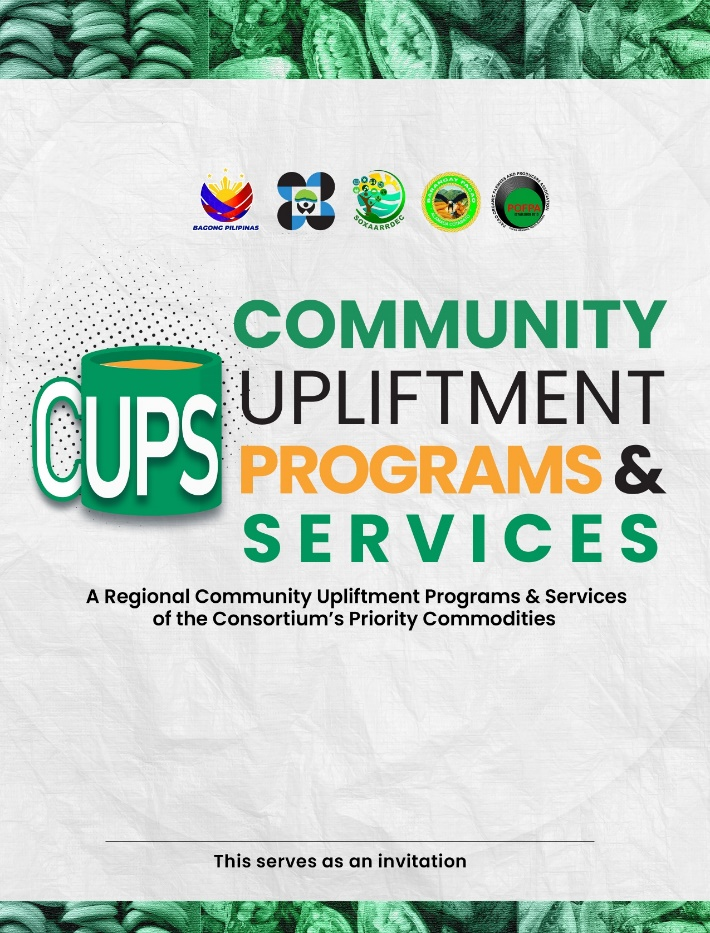 BAGONG PILIPINAS
SOXAARRDEC
POFPA
CUPS
COMMUNITY
UPLIFTMENT
PROGRAMS &
SERVICES
A Regional Community Upliftment Programs & Services
of the Consortium’s Priority Commodities
This serves as an invitation